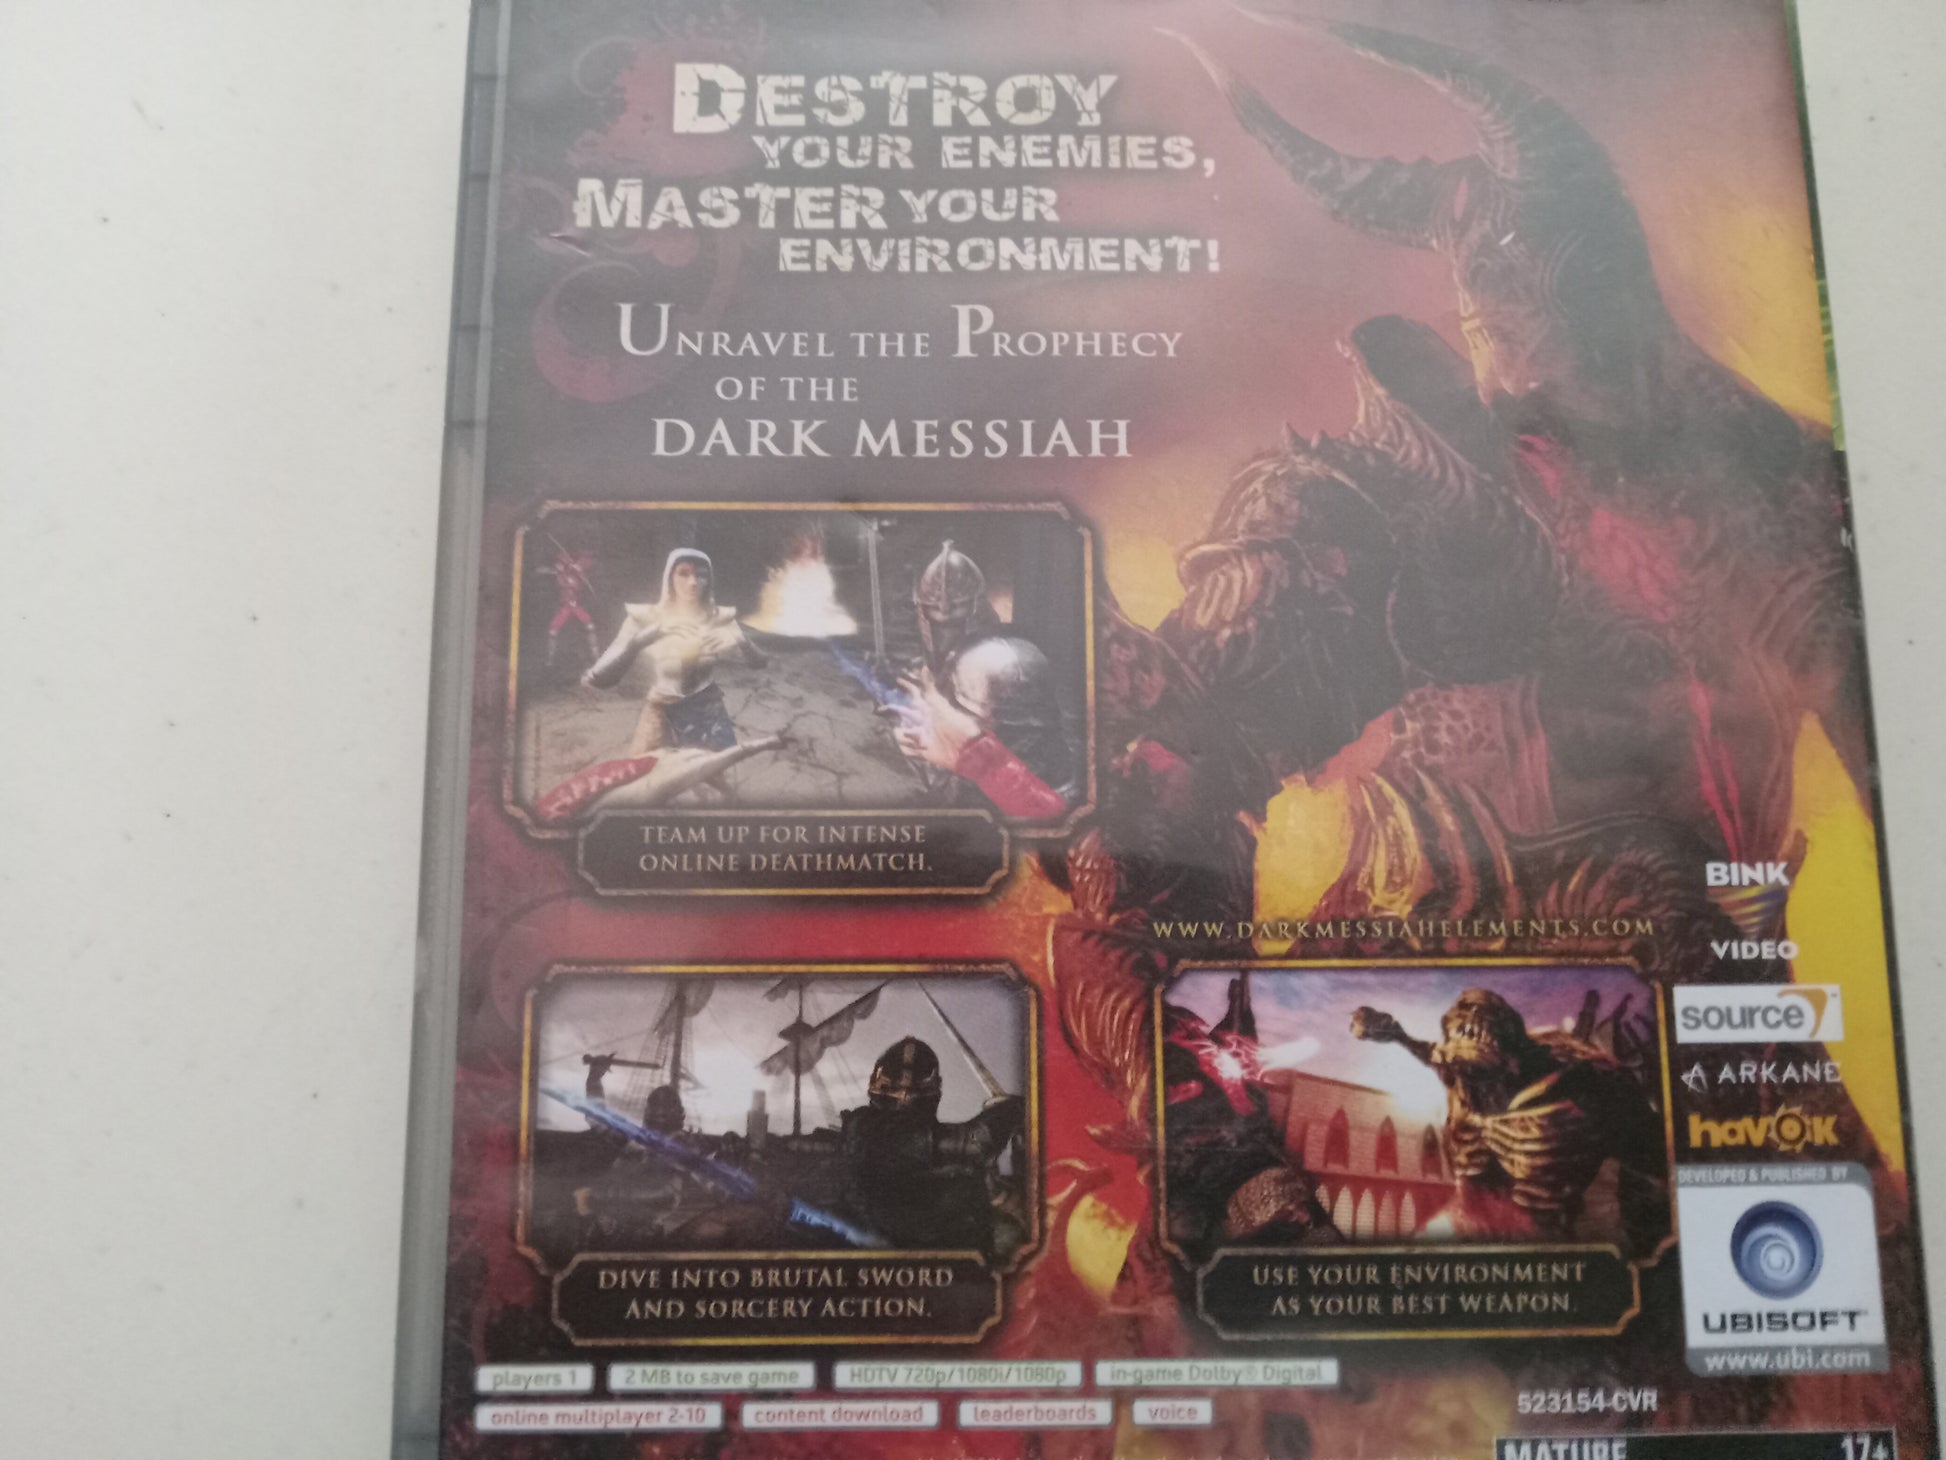 DESTROY
YOUR ENEMIES,
MASTER YOUR
ENVIRONMENT!
UNRAVEL THE PROPHECY
OF THE
DARK MESSIAH
TEAM UP FOR INTENSE
ONLINE DEATHMATCH.
WWW.DARKMESSIAHELEMENTS.COM
BINK
VIDEO
source
ARKANE
havok
DEVELOPED & PUBLISHED BY
UBISOFT
www.ubi.com
DIVE INTO BRUTAL SWORD
AND SORCERY ACTION.
USE YOUR ENVIRONMENT
AS YOUR BEST WEAPON.
players 1
2 MB to save game
HDTV 720p/1080i/1080p
in-game Dolby® Digital
online multiplayer 2-10
content download
leaderboards
voice
523154-CVR
MATURE 17+